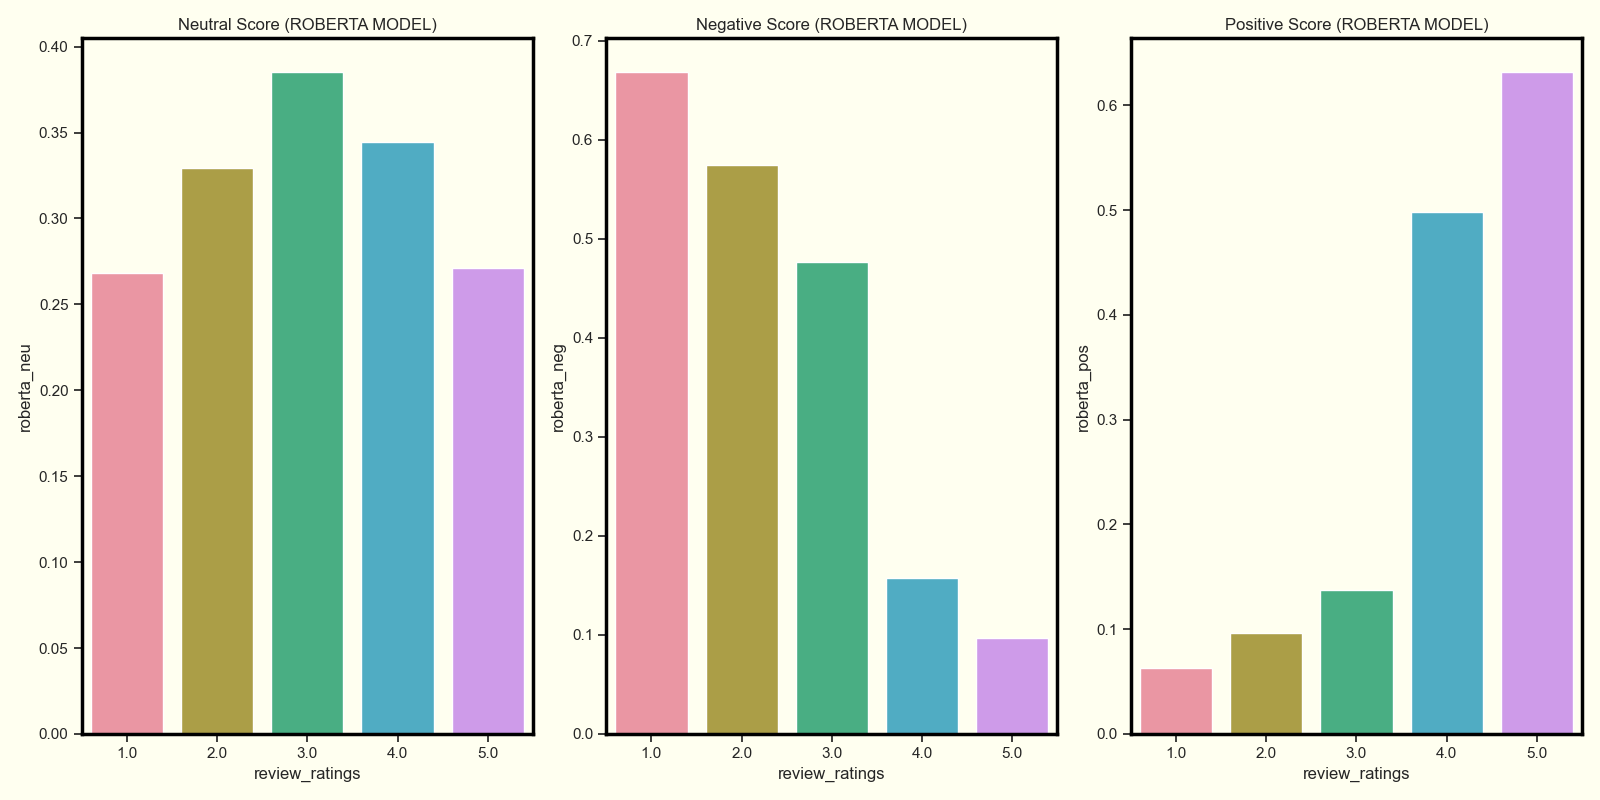 Neutral Score (ROBERTA MODEL)
roberta_neu
0.40
0.35
0.30
0.25
0.20
0.15
0.10
0.05
0.00
1.0 2.0 3.0 4.0 5.0
review_ratings
Negative Score (ROBERTA MODEL)
roberta_neg
0.7
0.6
0.5
0.4
0.3
0.2
0.1
0.0
1.0 2.0 3.0 4.0 5.0
review_ratings
Positive Score (ROBERTA MODEL)
roberta_pos
0.6
0.5
0.4
0.3
0.2
0.1
0.0
1.0 2.0 3.0 4.0 5.0
review_ratings